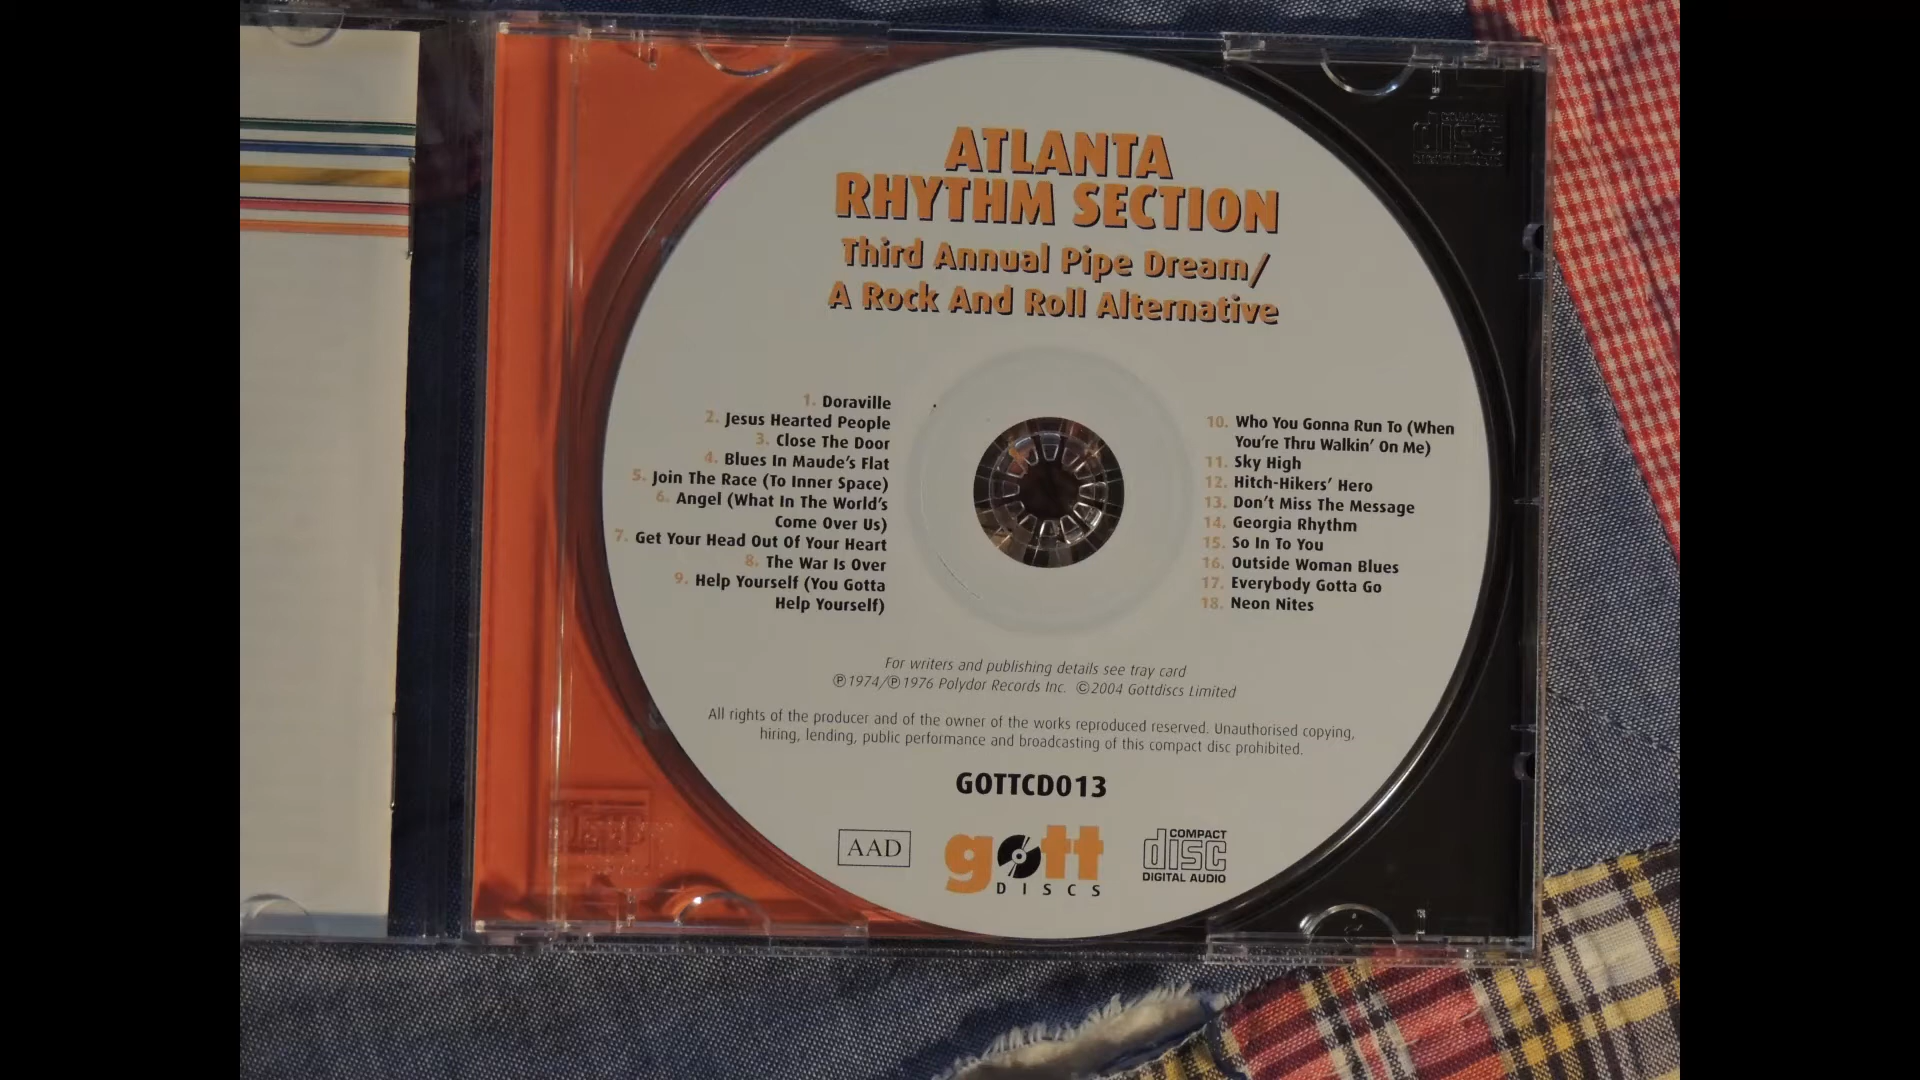 ATLANTA
RHYTHM SECTION
Third Annual Pipe Dream/
A Rock And Roll Alternative
1. Doraville
2. Jesus Hearted People
3. Close The Door
4. Blues In Maude's Flat
5. Join The Race (To Inner Space)
6. Angel (What In The World's
Come Over Us)
7. Get Your Head Out Of Your Heart
8. The War Is Over
9. Help Yourself (You Gotta
Help Yourself)
10. Who You Gonna Run To (When
You're Thru Walkin' On Me)
11. Sky High
12. Hitch-Hikers' Hero
13. Don't Miss The Message
14. Georgia Rhythm
15. So In To You
16. Outside Woman Blues
17. Everybody Gotta Go
18. Neon Nites
For writers and publishing details see tray card
℗1974/℗1976 Polydor Records Inc. ©2004 Gottdiscs Limited
All rights of the producer and of the owner of the works reproduced reserved. Unauthorised copying,
hiring, lending, public performance and broadcasting of this compact disc prohibited.
GOTTCD013
AAD
gott
DISCS
COMPACT
disc
DIGITAL AUDIO
COMPACT
disc
DIGITAL AUDIO